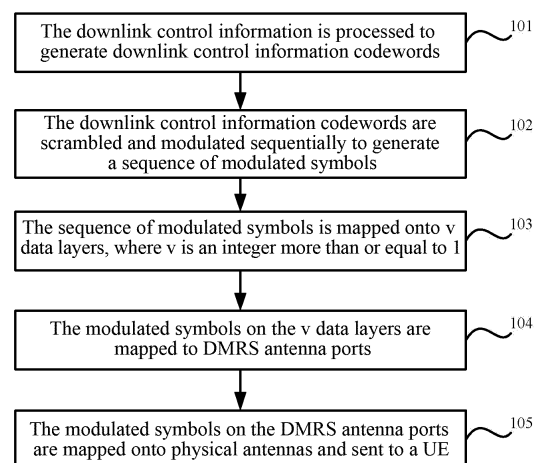 The downlink control information is processed to
generate downlink control information codewords
101
The downlink control information codewords are
scrambled and modulated sequentially to generate
a sequence of modulated symbols
102
The sequence of modulated symbols is mapped onto v
data layers, where v is an integer more than or equal to 1
103
The modulated symbols on the v data layers are
mapped to DMRS antenna ports
104
The modulated symbols on the DMRS antenna ports
are mapped onto physical antennas and sent to a UE
105